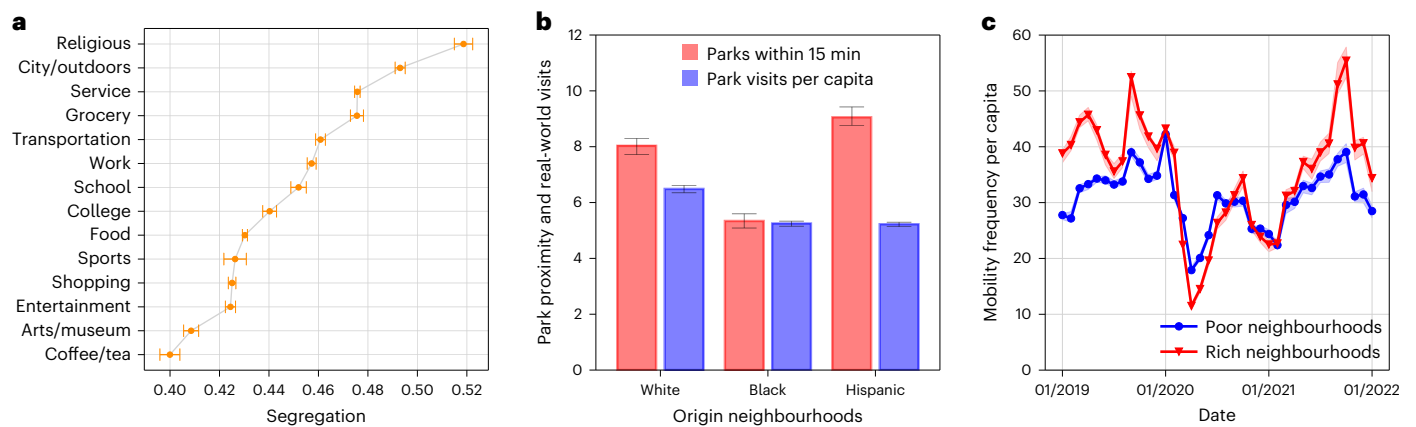 a
Religious
City/outdoors
Service
Grocery
Transportation
Work
School
College
Food
Sports
Shopping
Entertainment
Arts/museum
Coffee/tea
0.40 0.42 0.44 0.46 0.48 0.50 0.52
Segregation
b
Park proximity and real-world visits
12
10
8
6
4
2
0
Parks within 15 min
Park visits per capita
White Black Hispanic
Origin neighbourhoods
c
Mobility frequency per capita
60
50
40
30
20
10
0
Poor neighbourhoods
Rich neighbourhoods
01/2019 01/2020 01/2021 01/2022
Date